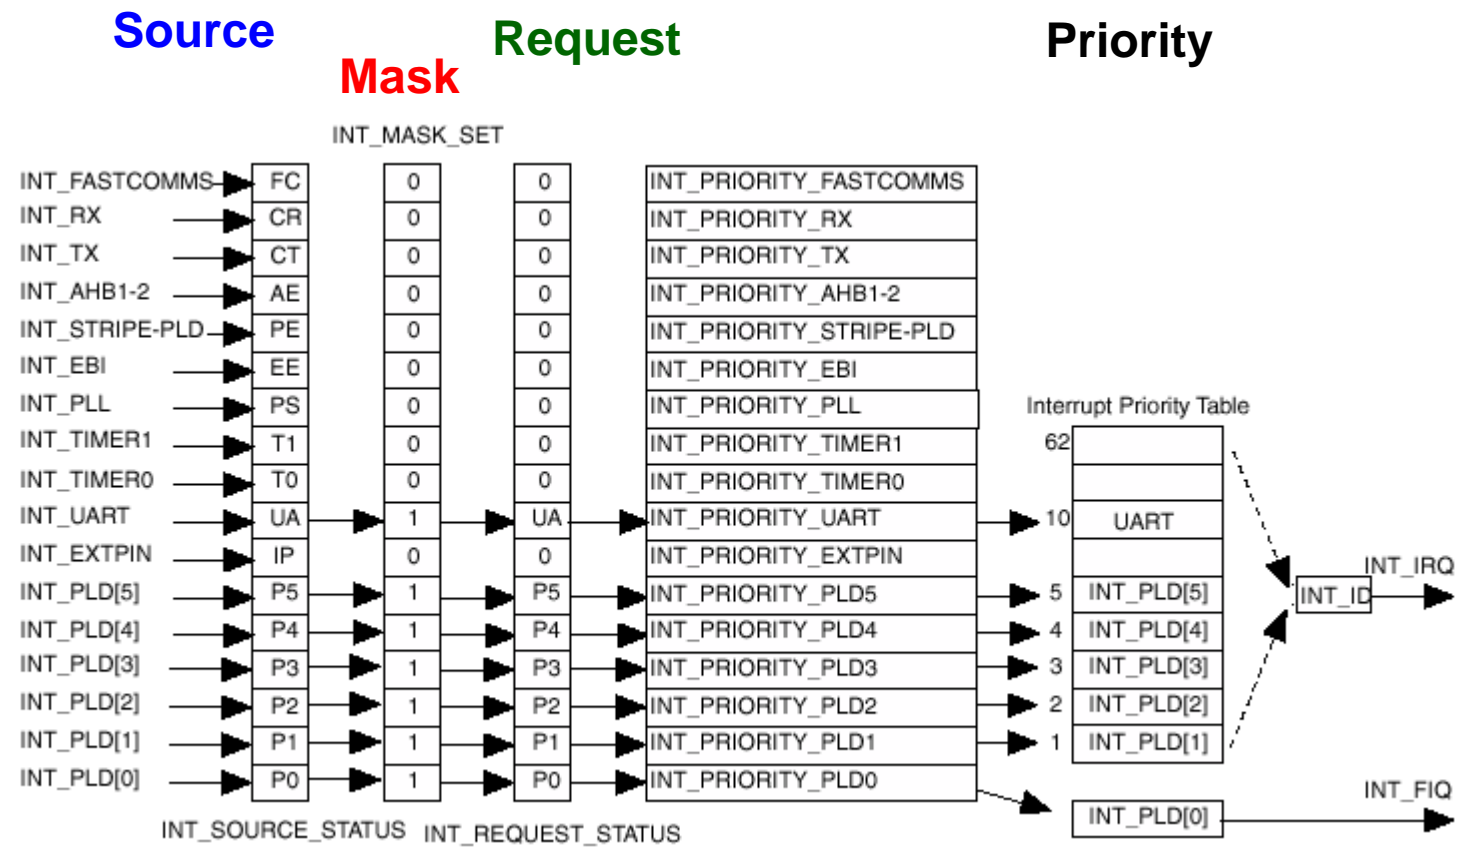 Source
Request
Priority
Mask
INT_MASK_SET
INT_FASTCOMMS FC 0 0 INT_PRIORITY_FASTCOMMS
INT_RX CR 0 0 INT_PRIORITY_RX
INT_TX CT 0 0 INT_PRIORITY_TX
INT_AHB1-2 AE 0 0 INT_PRIORITY_AHB1-2
INT_STRIPE-PLD PE 0 0 INT_PRIORITY_STRIPE-PLD
INT_EBI EE 0 0 INT_PRIORITY_EBI
INT_PLL PS 0 0 INT_PRIORITY_PLL Interrupt Priority Table
INT_TIMER1 T1 0 0 INT_PRIORITY_TIMER1 62
INT_TIMER0 T0 0 0 INT_PRIORITY_TIMER0
INT_UART UA 1 UA INT_PRIORITY_UART 10 UART
INT_EXTPIN IP 0 0 INT_PRIORITY_EXTPIN INT_IRQ
INT_PLD[5] P5 1 P5 INT_PRIORITY_PLD5 5 INT_PLD[5] INT_ID
INT_PLD[4] P4 1 P4 INT_PRIORITY_PLD4 4 INT_PLD[4]
INT_PLD[3] P3 1 P3 INT_PRIORITY_PLD3 3 INT_PLD[3]
INT_PLD[2] P2 1 P2 INT_PRIORITY_PLD2 2 INT_PLD[2]
INT_PLD[1] P1 1 P1 INT_PRIORITY_PLD1 1 INT_PLD[1]
INT_PLD[0] P0 1 P0 INT_PRIORITY_PLD0 INT_FIQ
INT_PLD[0]
INT_SOURCE_STATUS INT_REQUEST_STATUS